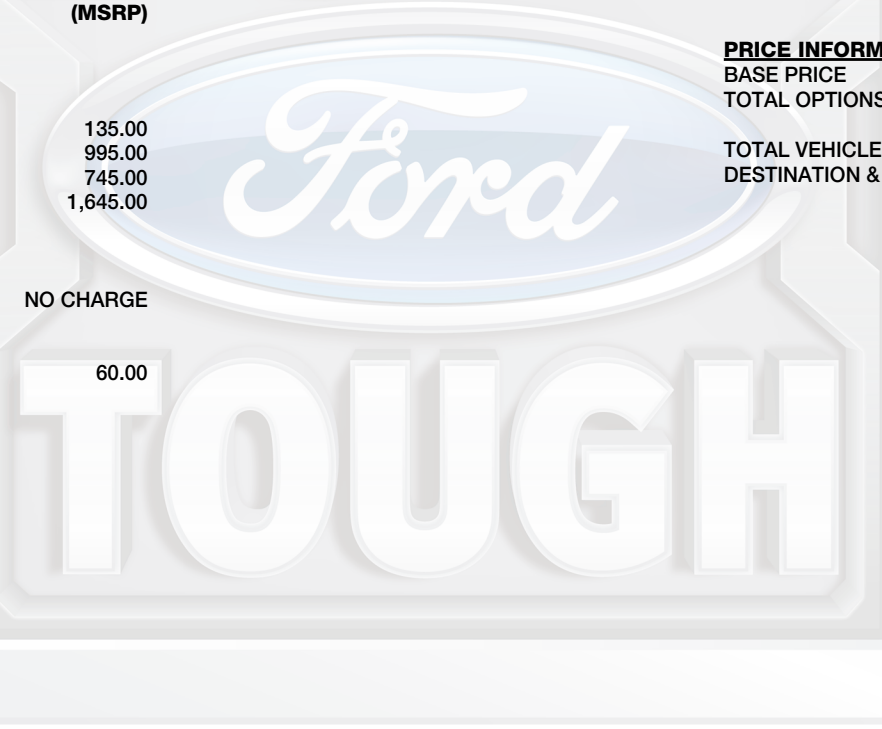 (MSRP)
135.00
995.00
745.00
1,645.00
NO CHARGE
60.00
PRICE INFORM
BASE PRICE
TOTAL OPTIONS
TOTAL VEHICLE
DESTINATION &
Ford
TOUGH